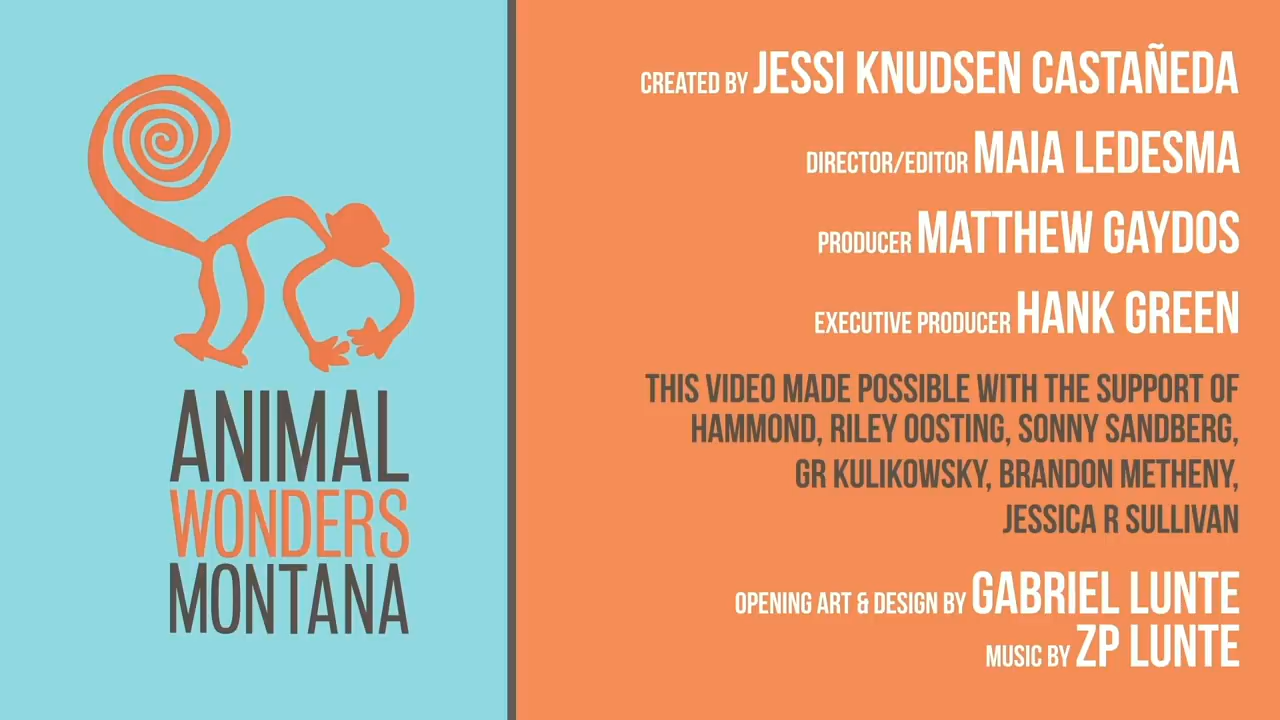 ANIMAL
WONDERS
MONTANA
CREATED BY JESSI KNUDSEN CASTAÑEDA
DIRECTOR/EDITOR MAIA LEDESMA
PRODUCER MATTHEW GAYDOS
EXECUTIVE PRODUCER HANK GREEN
THIS VIDEO MADE POSSIBLE WITH THE SUPPORT OF
HAMMOND, RILEY OOSTING, SONNY SANDBERG,
GR KULIKOWSKY, BRANDON METHENY,
JESSICA R SULLIVAN
OPENING ART & DESIGN BY GABRIEL LUNTE
MUSIC BY ZP LUNTE